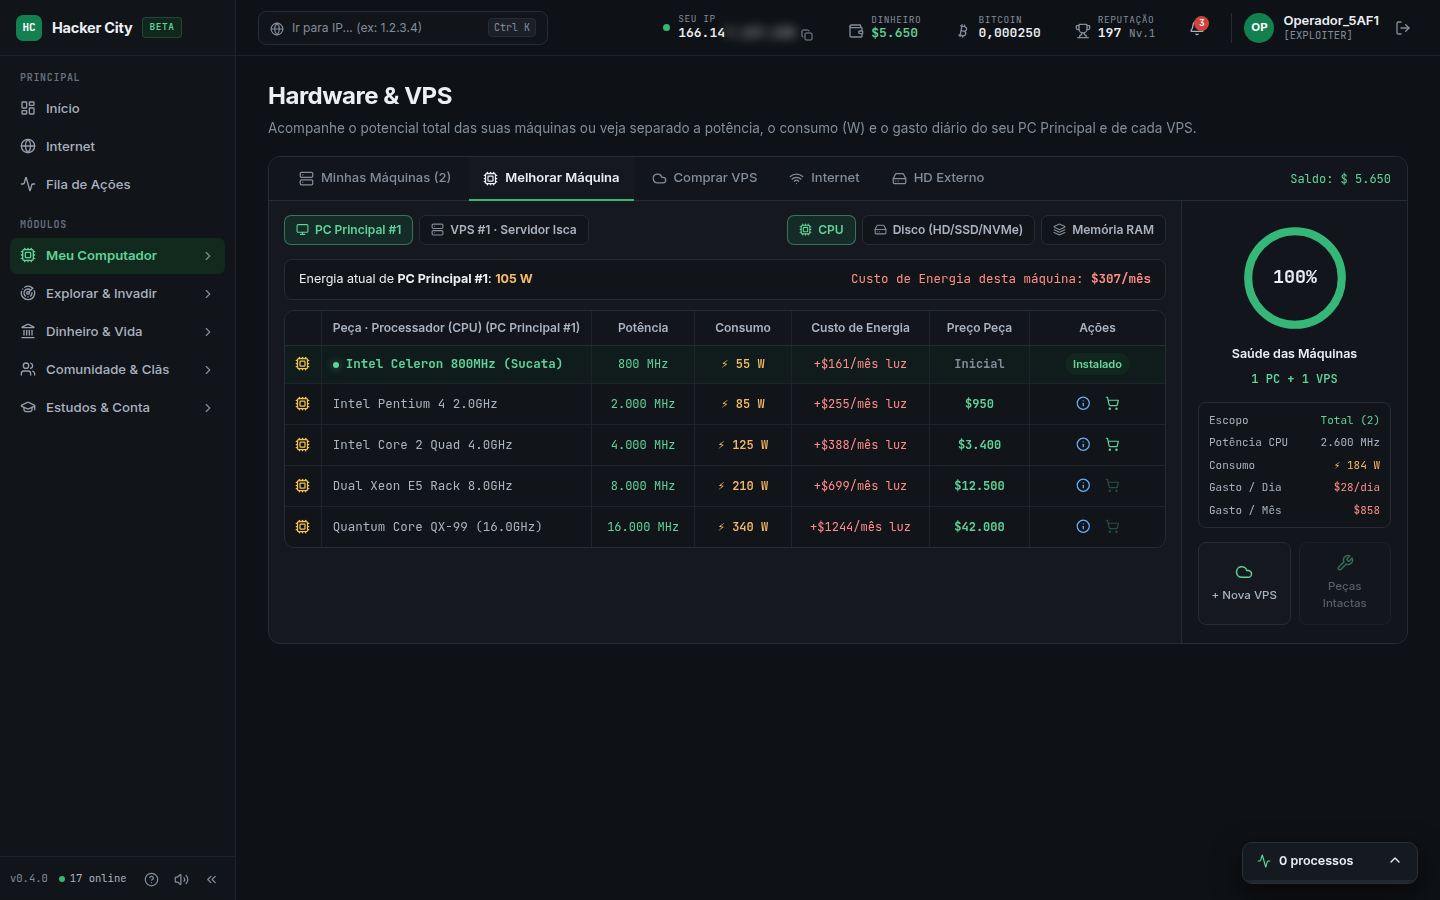 HC Hacker City BETA
Ir para IP... (ex: 1.2.3.4) Ctrl K
SEU IP
166.14
DINHEIRO
$5.650
BITCOIN
0,000250
REPUTAÇÃO
197 Nv.1
3
OP
Operador_5AF1
[EXPLOITER]
PRINCIPAL
Início
Internet
Fila de Ações
MÓDULOS
Meu Computador
Explorar & Invadir
Dinheiro & Vida
Comunidade & Clãs
Estudos & Conta
v0.4.0 17 online
Hardware & VPS
Acompanhe o potencial total das suas máquinas ou veja separado a potência, o consumo (W) e o gasto diário do seu PC Principal e de cada VPS.
Minhas Máquinas (2) Melhorar Máquina Comprar VPS Internet HD Externo Saldo: $ 5.650
PC Principal #1 VPS #1 · Servidor Isca CPU Disco (HD/SSD/NVMe) Memória RAM
Energia atual de PC Principal #1: 105 W Custo de Energia desta máquina: $307/mês
Peça · Processador (CPU) (PC Principal #1) Potência Consumo Custo de Energia Preço Peça Ações
Intel Celeron 800MHz (Sucata) 800 MHz ⚡ 55 W +$161/mês luz Inicial Instalado
Intel Pentium 4 2.0GHz 2.000 MHz ⚡ 85 W +$255/mês luz $950
Intel Core 2 Quad 4.0GHz 4.000 MHz ⚡ 125 W +$388/mês luz $3.400
Dual Xeon E5 Rack 8.0GHz 8.000 MHz ⚡ 210 W +$699/mês luz $12.500
Quantum Core QX-99 (16.0GHz) 16.000 MHz ⚡ 340 W +$1244/mês luz $42.000
100%
Saúde das Máquinas
1 PC + 1 VPS
Escopo Total (2)
Potência CPU 2.600 MHz
Consumo ⚡ 184 W
Gasto / Dia $28/dia
Gasto / Mês $858
+ Nova VPS
Peças
Intactas
0 processos